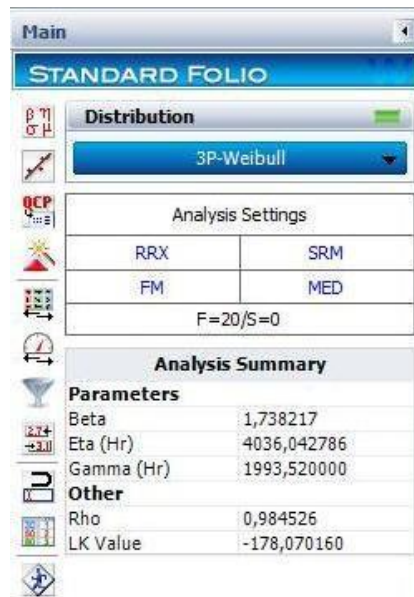 Main
STANDARD FOLIO
Distribution
3P-Weibull
Analysis Settings
RRX SRM
FM MED
F=20/S=0
Analysis Summary
Parameters
Beta 1,738217
Eta (Hr) 4036,042786
Gamma (Hr) 1993,520000
Other
Rho 0,984526
LK Value -178,070160
β η
σ μ
QCP